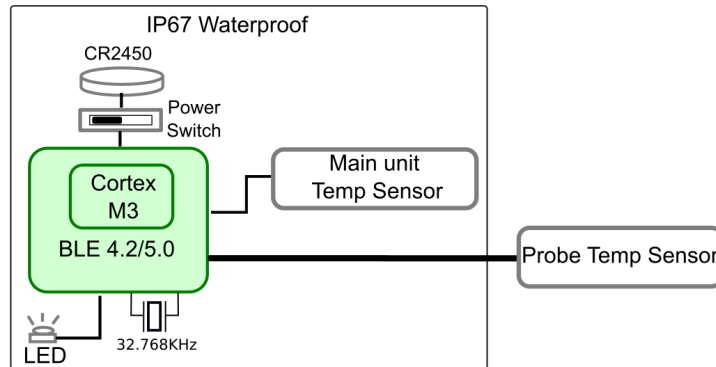 IP67 Waterproof
CR2450
Power
Switch
Cortex
M3
BLE 4.2/5.0
Main unit
Temp Sensor
Probe Temp Sensor
LED
32.768KHz